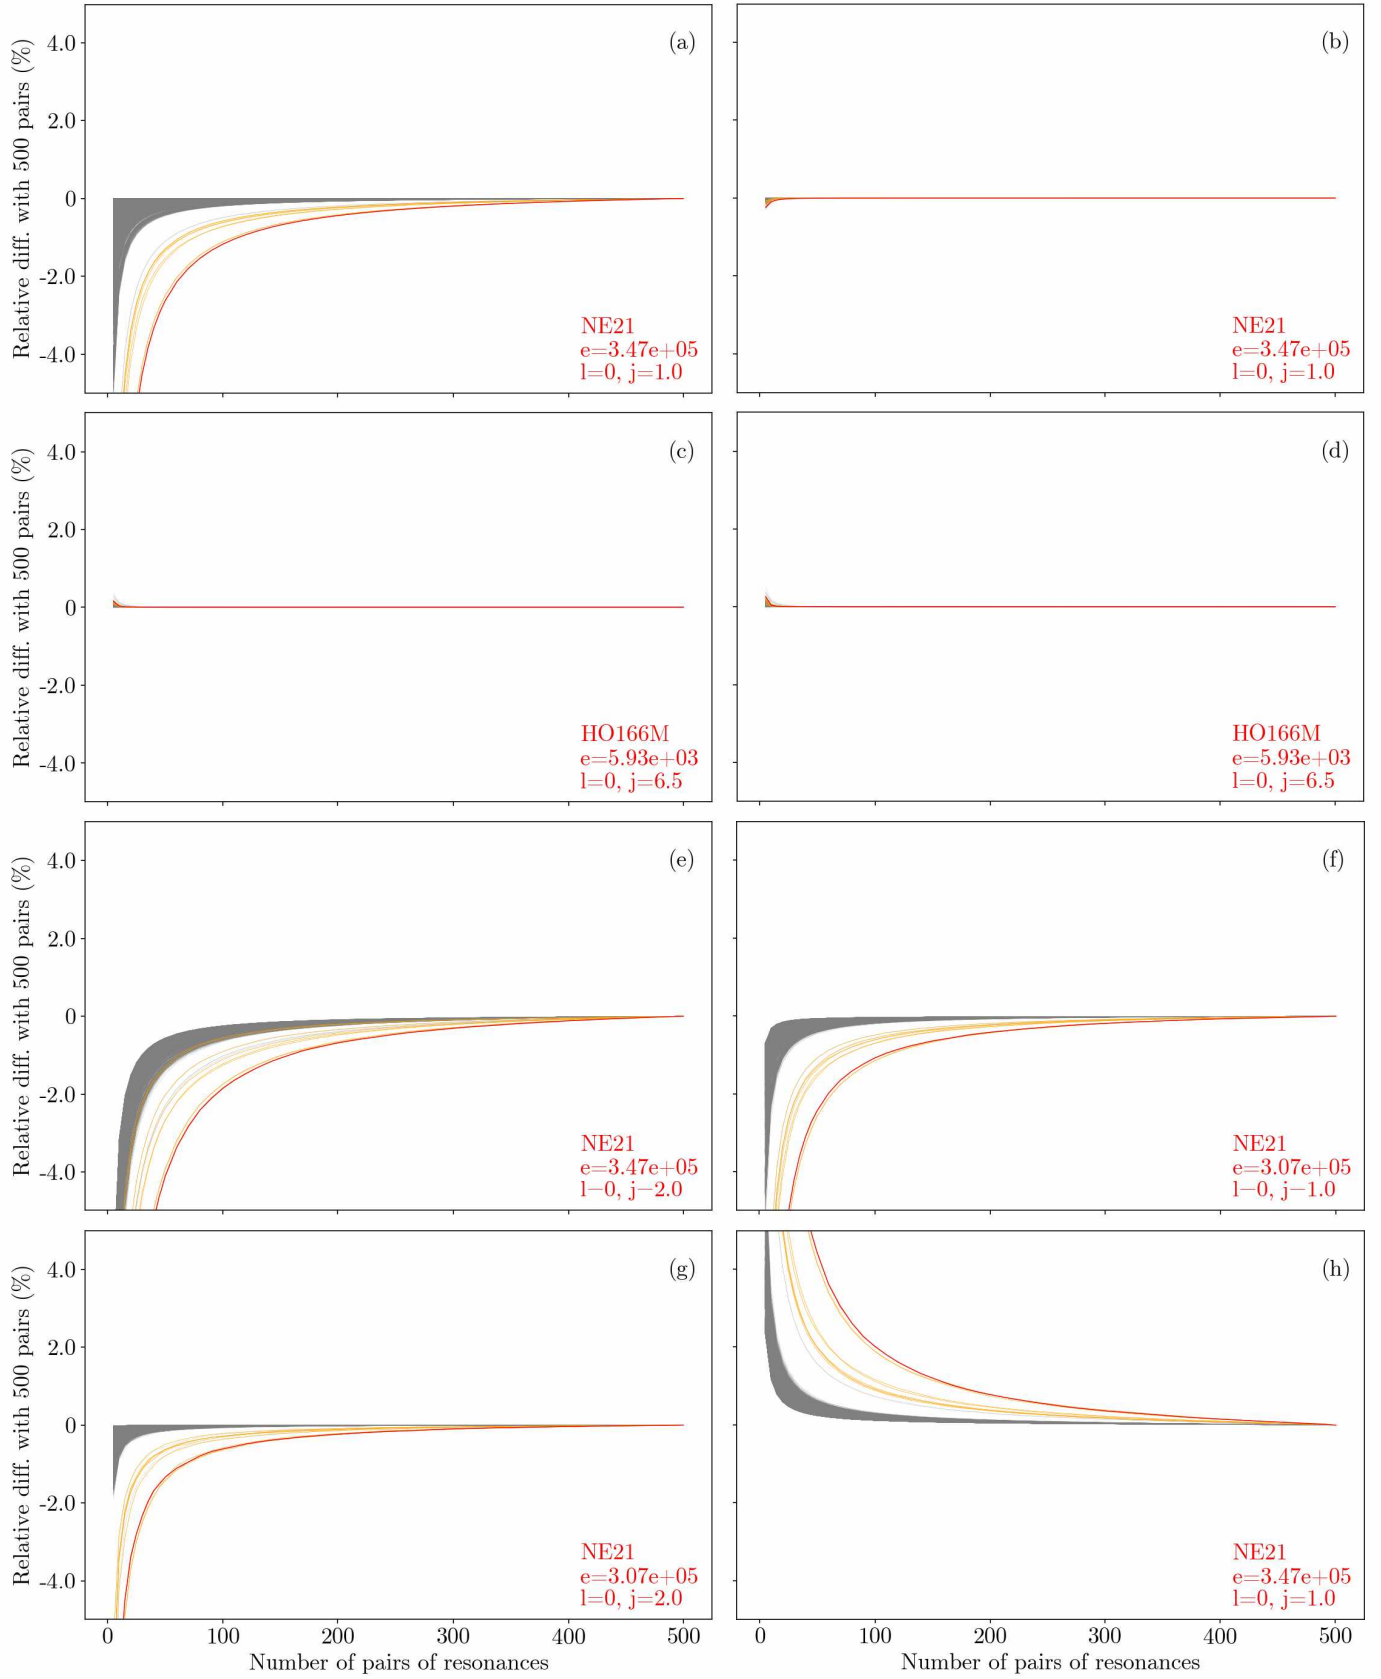 Relative diff. with 500 pairs (%)
4.0
2.0
0
-2.0
-4.0
(a)
NE21
e=3.47e+05
l=0, j=1.0
(b)
NE21
e=3.47e+05
l=0, j=1.0
Relative diff. with 500 pairs (%)
4.0
2.0
0
-2.0
-4.0
(c)
HO166M
e=5.93e+03
l=0, j=6.5
(d)
HO166M
e=5.93e+03
l=0, j=6.5
Relative diff. with 500 pairs (%)
4.0
2.0
0
-2.0
-4.0
(e)
NE21
e=3.47e+05
l=0, j=2.0
(f)
NE21
e=3.07e+05
l=0, j=1.0
Relative diff. with 500 pairs (%)
4.0
2.0
0
-2.0
-4.0
(g)
NE21
e=3.07e+05
l=0, j=2.0
0 100 200 300 400 500
Number of pairs of resonances
(h)
NE21
e=3.47e+05
l=0, j=1.0
0 100 200 300 400 500
Number of pairs of resonances